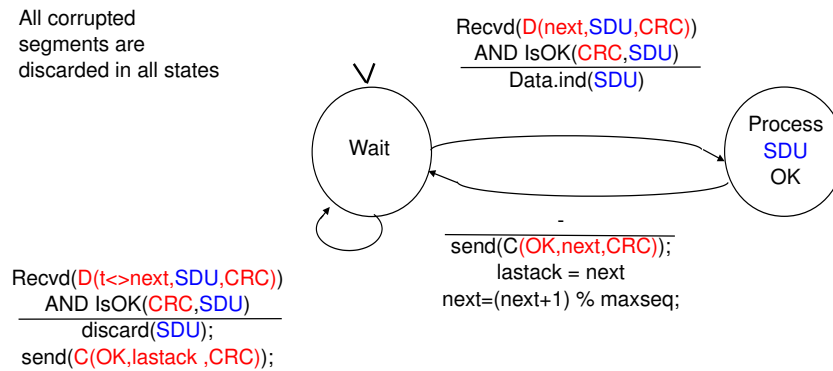 All corrupted
segments are
discarded in all states
Recvd(D(next,SDU,CRC))
AND IsOK(CRC,SDU)
Data.ind(SDU)
Wait
Process
SDU
OK
-
send(C(OK,next,CRC));
lastack = next
next=(next+1) % maxseq;
Recvd(D(t<>next,SDU,CRC))
AND IsOK(CRC,SDU)
discard(SDU);
send(C(OK,lastack ,CRC));